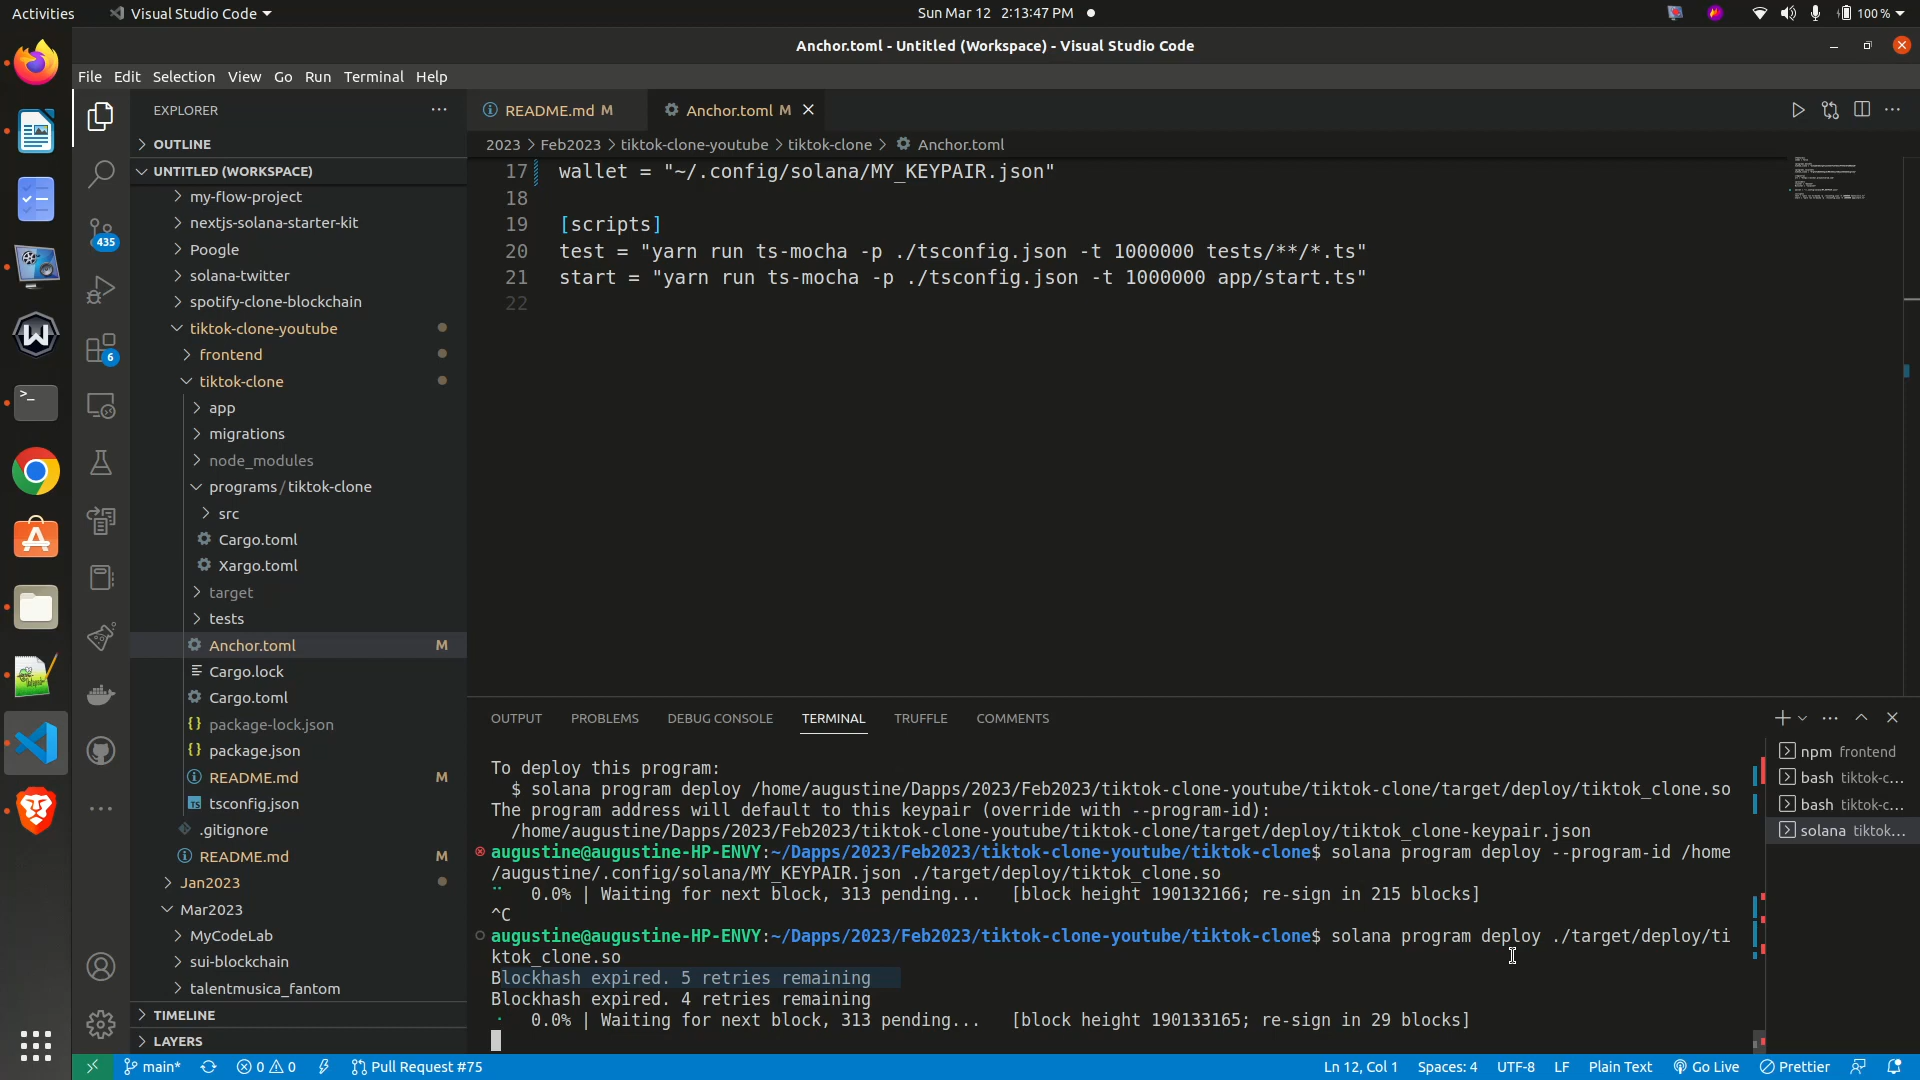 Activities
Visual Studio Code
Sun Mar 12 2:13:47 PM
100 %
Anchor.toml - Untitled (Workspace) - Visual Studio Code
File Edit Selection View Go Run Terminal Help
EXPLORER
OUTLINE
UNTITLED (WORKSPACE)
my-flow-project
nextjs-solana-starter-kit
Poogle
solana-twitter
spotify-clone-blockchain
tiktok-clone-youtube
frontend
tiktok-clone
app
migrations
node_modules
programs / tiktok-clone
src
Cargo.toml
Xargo.toml
target
tests
Anchor.toml M
Cargo.lock
Cargo.toml
package-lock.json
package.json
README.md M
tsconfig.json
.gitignore
README.md M
Jan2023
Mar2023
MyCodeLab
sui-blockchain
talentmusica_fantom
TIMELINE
LAYERS
435
6
README.md M
Anchor.toml M
2023 > Feb2023 > tiktok-clone-youtube > tiktok-clone > Anchor.toml
17 wallet = "~/.config/solana/MY_KEYPAIR.json"
18
19 [scripts]
20 test = "yarn run ts-mocha -p ./tsconfig.json -t 1000000 tests/**/*.ts"
21 start = "yarn run ts-mocha -p ./tsconfig.json -t 1000000 app/start.ts"
22
OUTPUT PROBLEMS DEBUG CONSOLE TERMINAL TRUFFLE COMMENTS
To deploy this program:
$ solana program deploy /home/augustine/Dapps/2023/Feb2023/tiktok-clone-youtube/tiktok-clone/target/deploy/tiktok_clone.so
The program address will default to this keypair (override with --program-id):
/home/augustine/Dapps/2023/Feb2023/tiktok-clone-youtube/tiktok-clone/target/deploy/tiktok_clone-keypair.json
augustine@augustine-HP-ENVY:~/Dapps/2023/Feb2023/tiktok-clone-youtube/tiktok-clone$ solana program deploy --program-id /home
/augustine/.config/solana/MY_KEYPAIR.json ./target/deploy/tiktok_clone.so
0.0% | Waiting for next block, 313 pending... [block height 190132166; re-sign in 215 blocks]
^C
augustine@augustine-HP-ENVY:~/Dapps/2023/Feb2023/tiktok-clone-youtube/tiktok-clone$ solana program deploy ./target/deploy/ti
ktok_clone.so
Blockhash expired. 5 retries remaining
Blockhash expired. 4 retries remaining
0.0% | Waiting for next block, 313 pending... [block height 190133165; re-sign in 29 blocks]
npm frontend
bash tiktok-c...
bash tiktok-c...
solana tiktok...
main* 0 0 Pull Request #75
Ln 12, Col 1 Spaces: 4 UTF-8 LF Plain Text Go Live Prettier